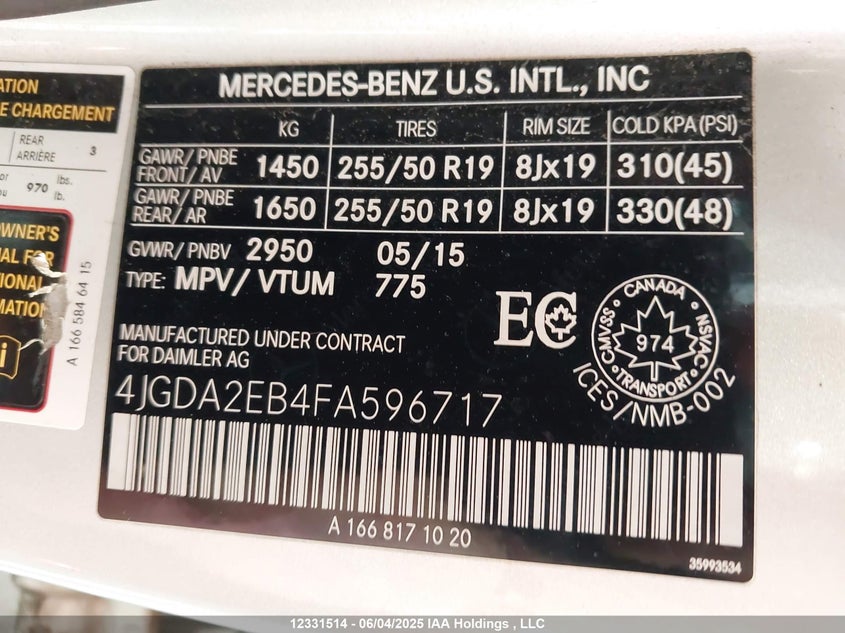 ATION
E CHARGEMENT
REAR
ARRIÈRE
3
or
970 lbs.
lb.
OWNER'S
AL FOR
TIONAL
MATION
i
A 166 584 64 15
MERCEDES-BENZ U.S. INTL., INC
KG TIRES RIM SIZE COLD KPA(PSI)
GAWR/PNBE FRONT/AV 1450 255/50 R19 8Jx19 310(45)
GAWR/PNBE REAR/AR 1650 255/50 R19 8Jx19 330(48)
GVWR/PNBV 2950 05/15
TYPE: MPV/VTUM 775
MANUFACTURED UNDER CONTRACT
FOR DAIMLER AG
EC
CANADA
CMVSS NSVAC
974
TRANSPORT
ICES/NMB-002
4JGDA2EB4FA596717
A 166 817 10 20
35993534
12331514 - 06/04/2025 IAA Holdings , LLC